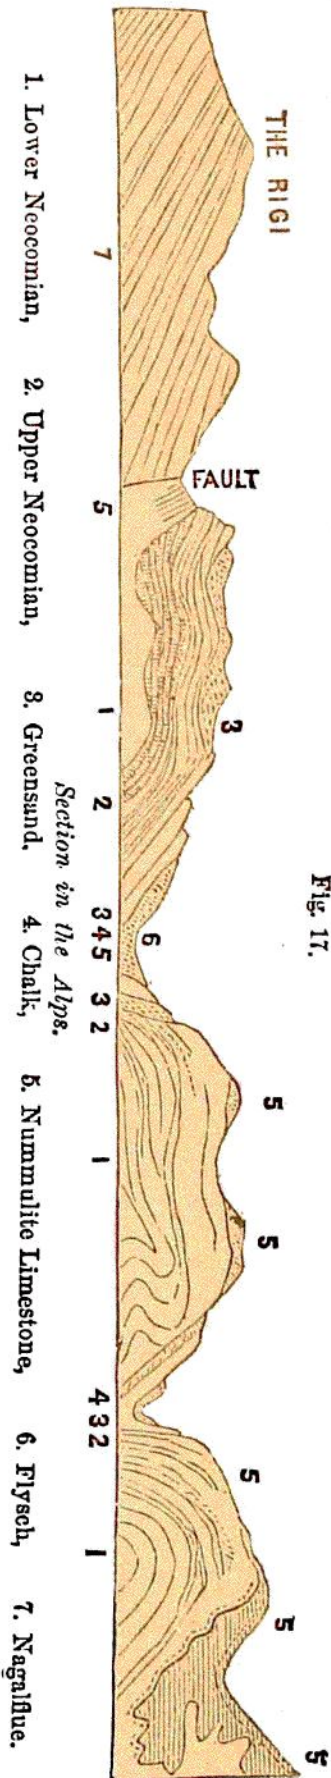 Fig. 17.
THE RIGI
FAULT
3
6
5
5
5
5
5
7 5 1 2 3 4 5 3 2 1 4 3 2 1
Section in the Alps.
1. Lower Neocomian, 2. Upper Neocomian, 3. Greensand, 4. Chalk, 5. Nummulite Limestone, 6. Flysch, 7. Nagalflue.